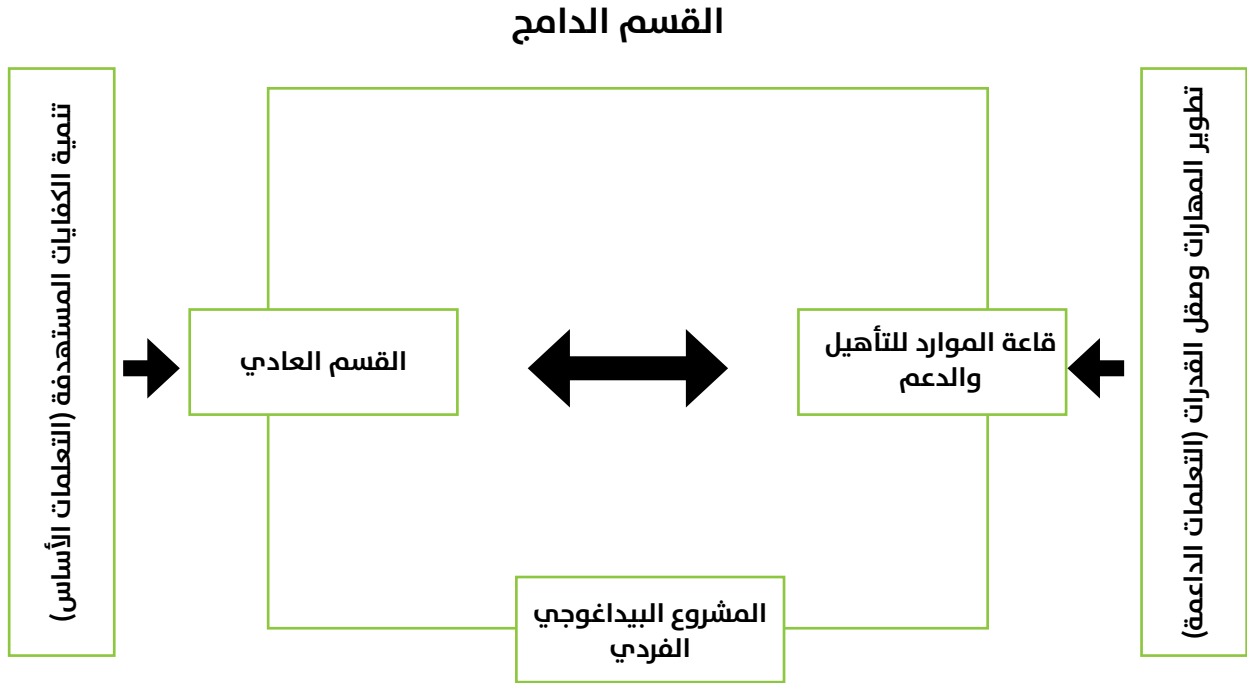 القسم الدامج
تطوير المهارات وصقل القدرات (التعلمات الداعمة)
قاعة الموارد للتأهيل
والدعم
القسم العادي
تنمية الكفايات المستهدفة (التعلمات الأساس)
المشروع البيداغوجي
الفردي